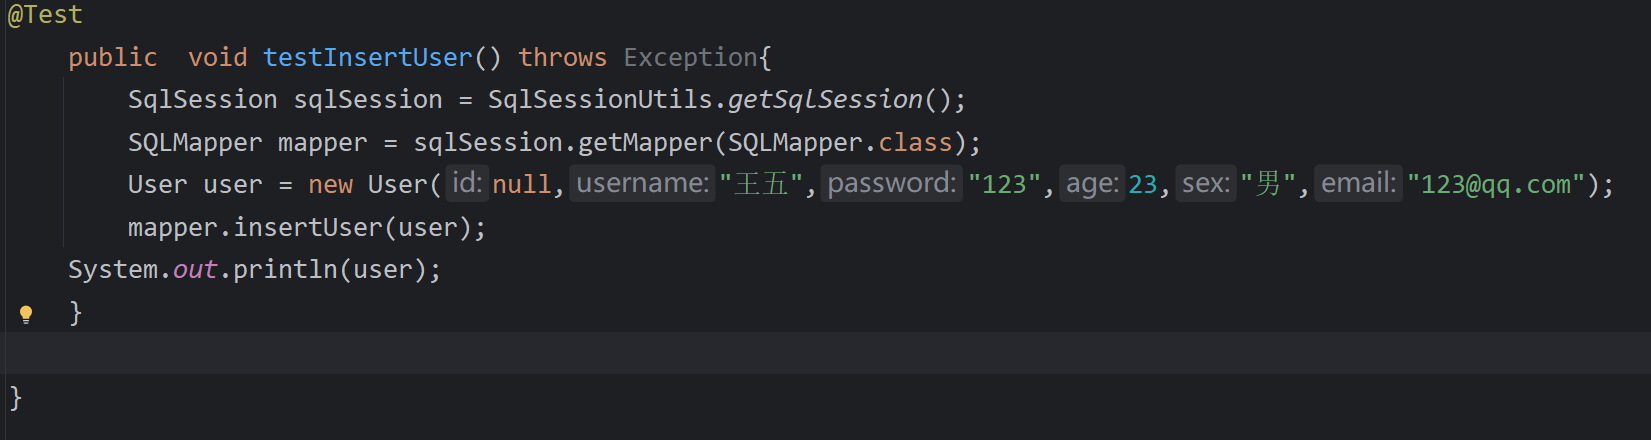 @Test
public  void testInsertUser() throws Exception{
SqlSession sqlSession = SqlSessionUtils.getSqlSession();
SQLMapper mapper = sqlSession.getMapper(SQLMapper.class);
User user = new User( id: null, username: "王五", password: "123", age: 23, sex: "男", email: "123@qq.com");
mapper.insertUser(user);
System.out.println(user);
}
}